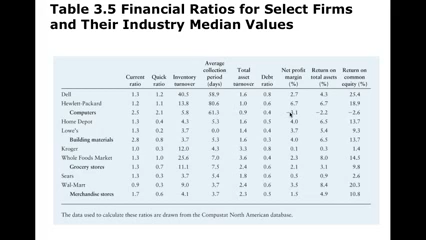 Table 3.5 Financial Ratios for Select Firms
and Their Industry Median Values
Average
Current Quick Inventory collection Total Debt Net profit Return on Return on
ratio ratio turnover period asset ratio margin total assets common
(days) turnover (%) (%) equity (%)
Dell 1.3 1.2 40.5 58.9 1.6 0.8 2.7 4.3 23.4
Hewlett-Packard 1.2 1.1 13.8 80.6 1.0 0.6 6.7 6.7 18.9
Computers 2.5 2.1 5.8 61.3 0.9 0.4 −2.2 −2.6
Home Depot 1.3 0.4 4.3 5.3 1.6 0.5 4.0 6.5 13.7
Lowe's 1.3 0.2 3.7 0.0 1.4 0.4 3.7 5.4 9.3
Building materials 2.8 0.8 3.7 5.3 1.6 0.3 4.0 6.5 13.7
Kroger 1.0 0.3 12.0 4.3 3.3 0.8 0.1 0.3 1.4
Whole Foods Market 1.3 1.0 25.6 7.0 3.6 0.4 2.3 8.0 14.5
Grocery stores 1.3 0.7 11.1 7.5 2.4 0.6 2.1 3.1 9.8
Sears 1.3 0.3 3.7 5.4 1.8 0.6 0.5 0.9 2.6
Wal-Mart 0.9 0.3 9.0 3.7 2.4 0.6 3.5 8.4 20.3
Merchandise stores 1.7 0.6 4.1 3.7 2.3 0.5 1.5 4.9 10.8
The data used to calculate these ratios are drawn from the Compustat North American database.